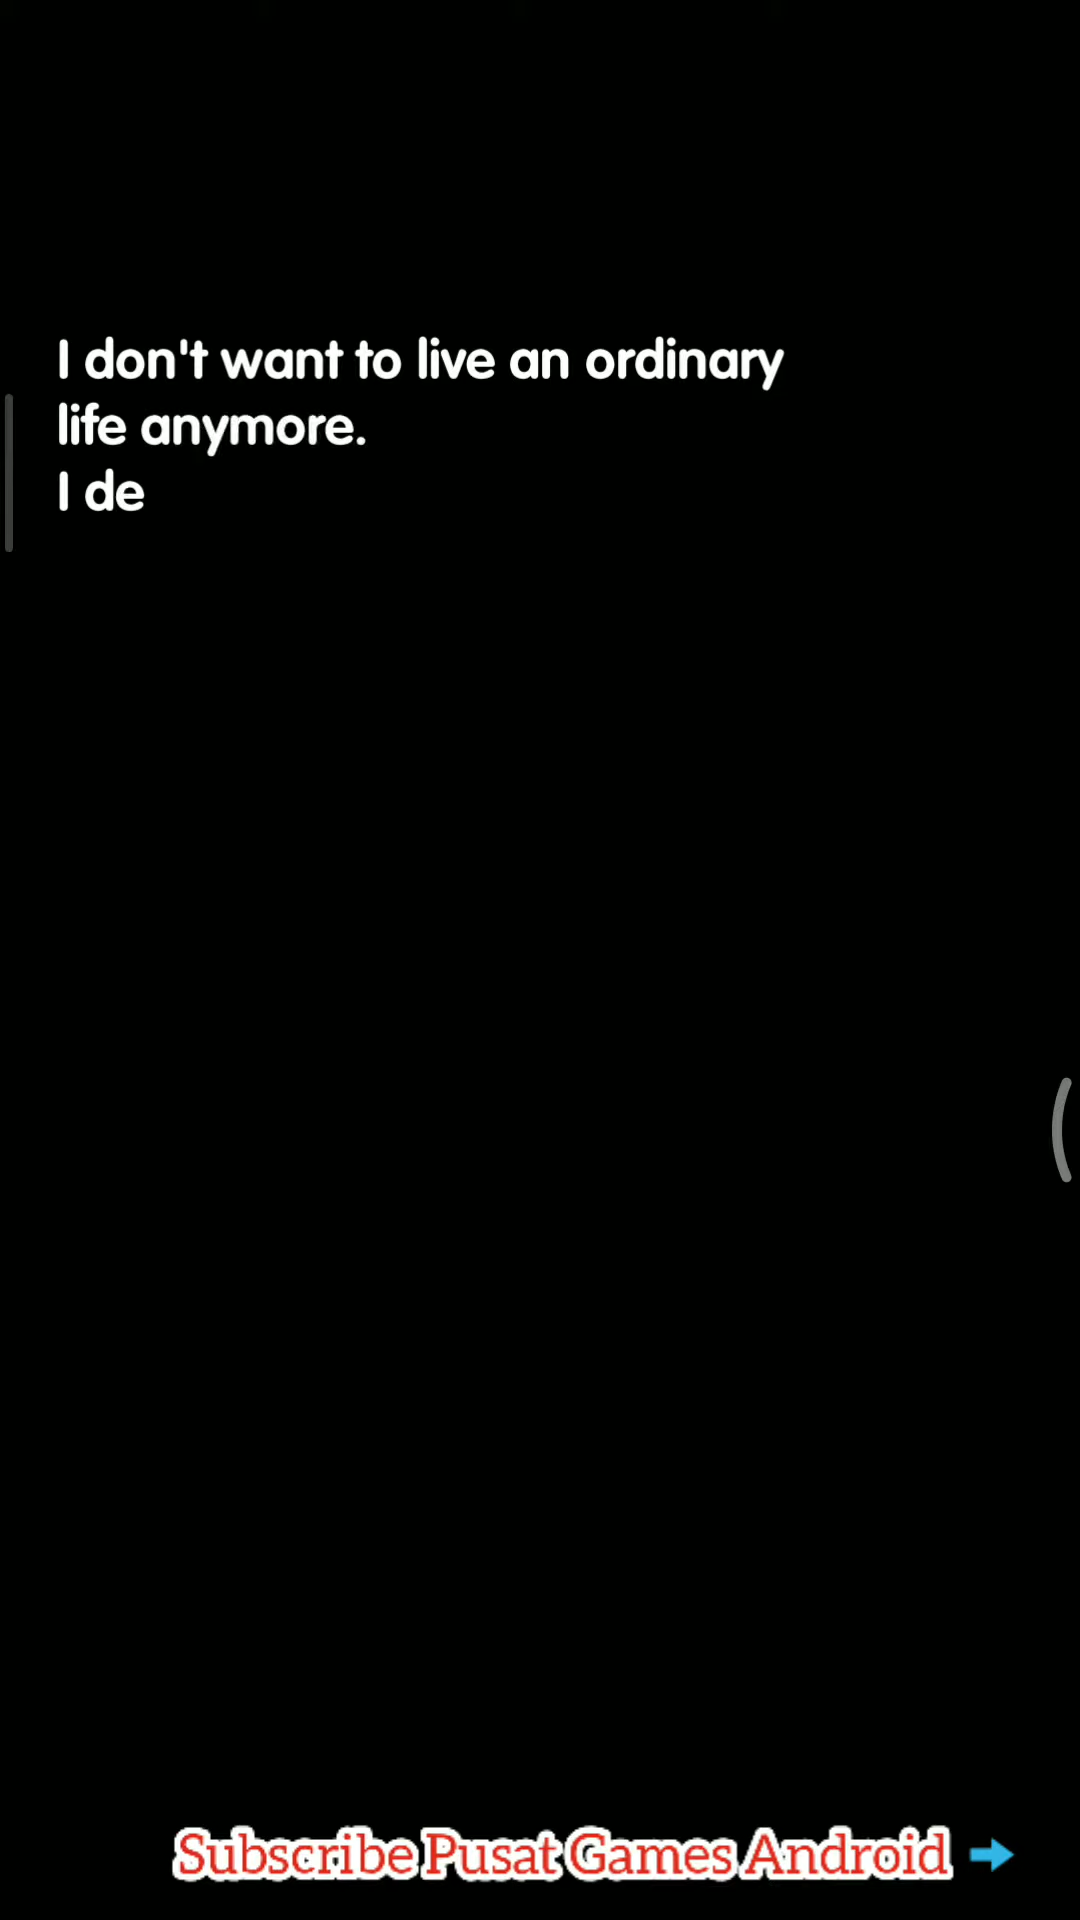 I don't want to live an ordinary
life anymore.
I de
Subscribe Pusat Games Android